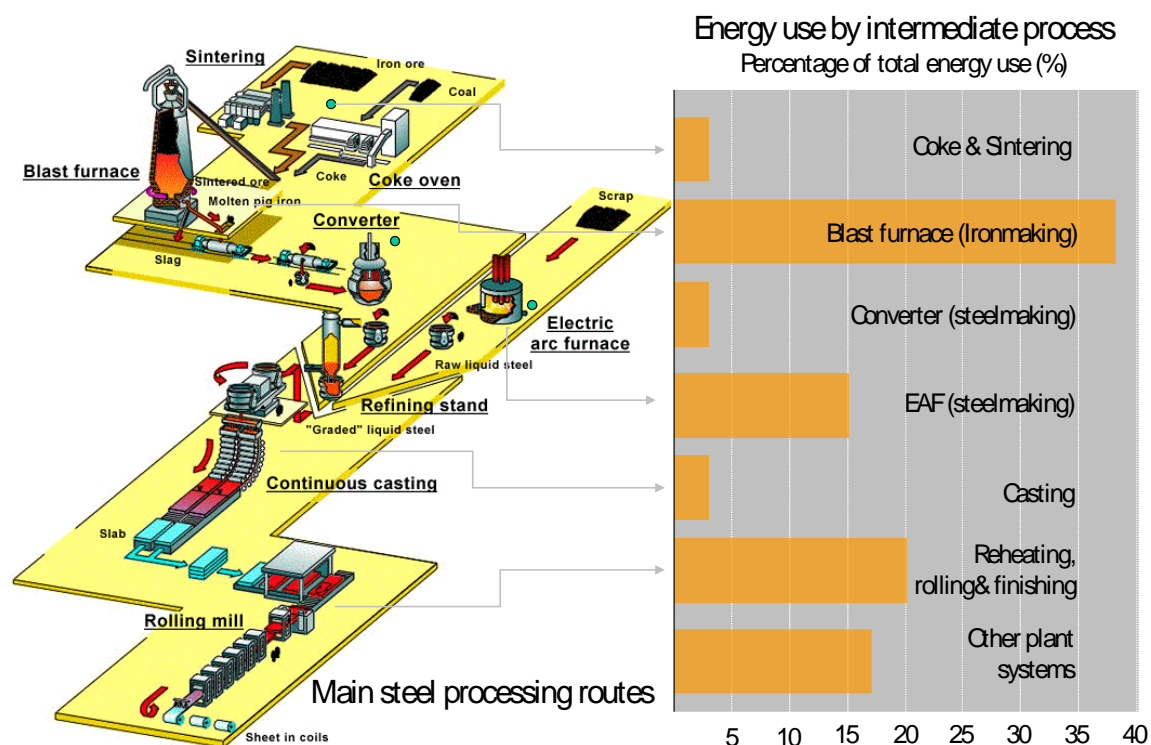 Energy use by intermediate process
Percentage of total energy use (%)
Sintering
Iron ore
Coal
Blast furnace
Sintered ore
Molten pig iron
Coke
Coke oven
Slag
Converter
Scrap
Electric
arc furnace
Raw liquid steel
Refining stand
"Graded" liquid steel
Continuous casting
Slab
Rolling mill
Sheet in coils
Main steel processing routes
Coke & Sintering
Blast furnace (Ironmaking)
Converter (steelmaking)
EAF (steelmaking)
Casting
Reheating,
rolling& finishing
Other plant
systems
5 10 15 20 25 30 35 40